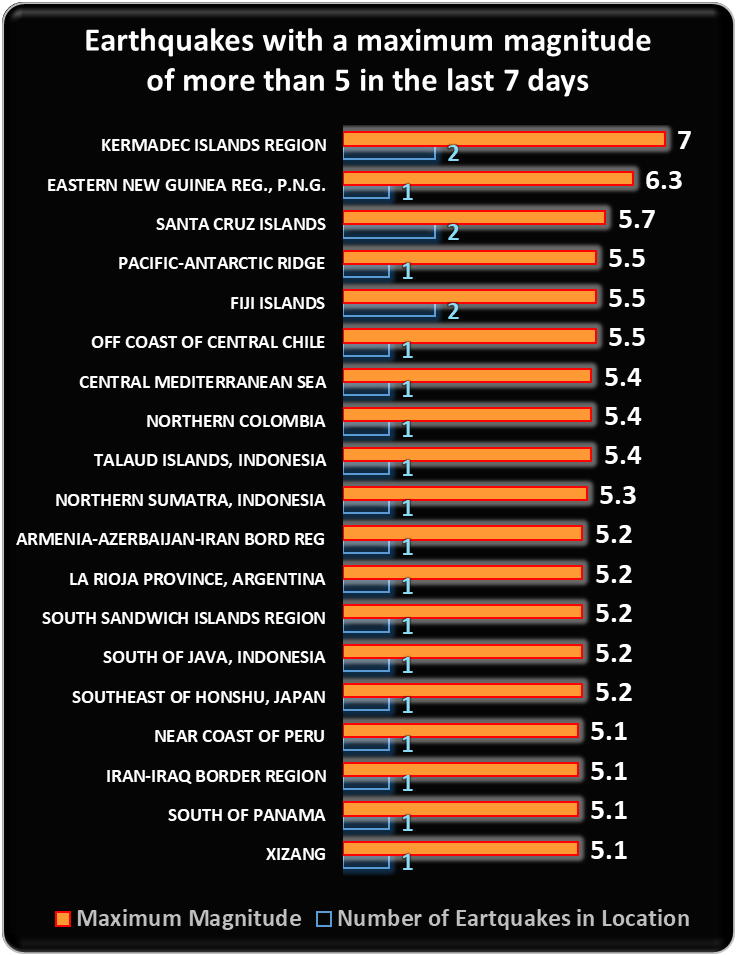 Earthquakes with a maximum magnitude
of more than 5 in the last 7 days
KERMADEC ISLANDS REGION 7
2
EASTERN NEW GUINEA REG., P.N.G. 6.3
1
SANTA CRUZ ISLANDS 5.7
2
PACIFIC-ANTARCTIC RIDGE 5.5
1
FIJI ISLANDS 5.5
2
OFF COAST OF CENTRAL CHILE 5.5
1
CENTRAL MEDITERRANEAN SEA 5.4
1
NORTHERN COLOMBIA 5.4
1
TALAUD ISLANDS, INDONESIA 5.4
1
NORTHERN SUMATRA, INDONESIA 5.3
1
ARMENIA-AZERBAIJAN-IRAN BORD REG 5.2
1
LA RIOJA PROVINCE, ARGENTINA 5.2
1
SOUTH SANDWICH ISLANDS REGION 5.2
1
SOUTH OF JAVA, INDONESIA 5.2
1
SOUTHEAST OF HONSHU, JAPAN 5.2
1
NEAR COAST OF PERU 5.1
1
IRAN-IRAQ BORDER REGION 5.1
1
SOUTH OF PANAMA 5.1
1
XIZANG 5.1
1
Maximum Magnitude Number of Eartquakes in Location